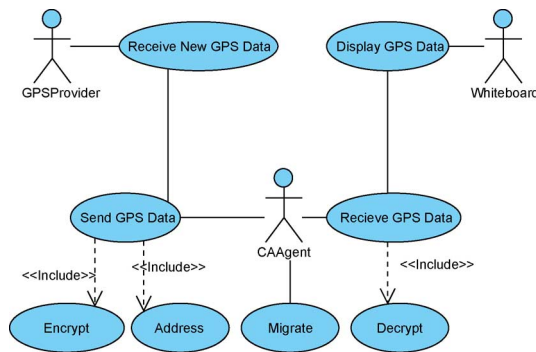 Receive New GPS Data
Display GPS Data
GPSProvider
Whiteboard
Send GPS Data
Recieve GPS Data
CAAgent
<<Include>>
<<Include>>
<<Include>>
Encrypt
Address
Migrate
Decrypt